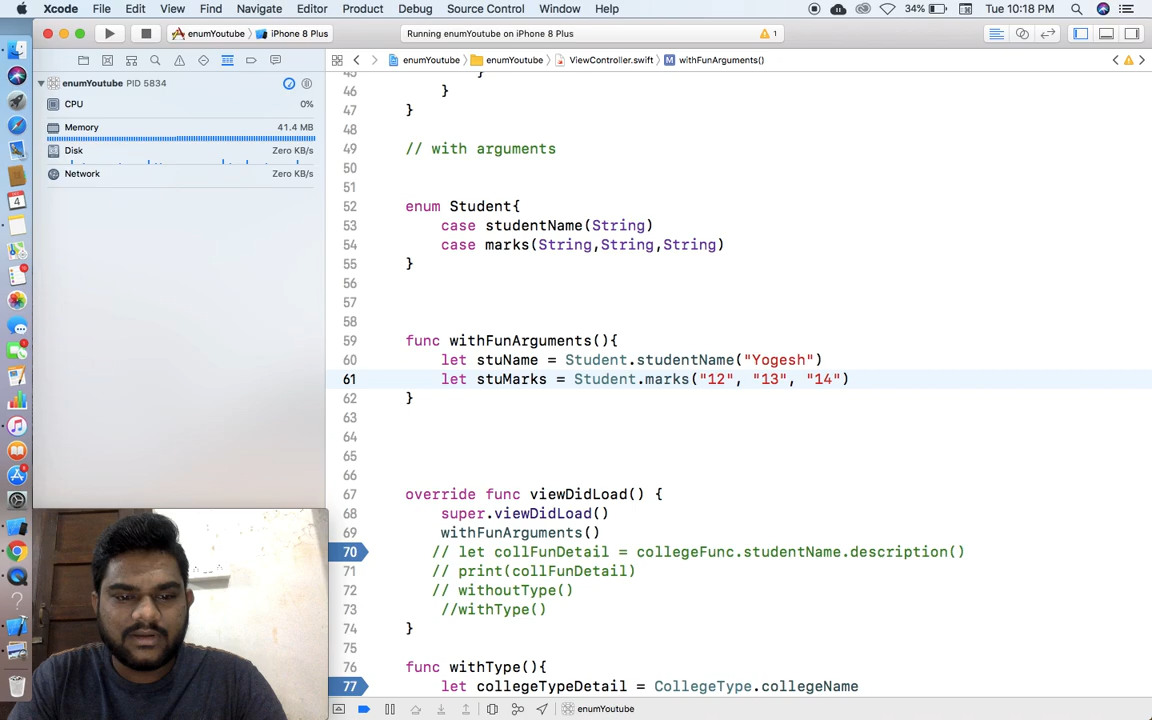 Xcode File Edit View Find Navigate Editor Product Debug Source Control Window Help 34% Tue 10:18 PM
enumYoutube iPhone 8 Plus Running enumYoutube on iPhone 8 Plus 1
enumYoutube enumYoutube ViewController.swift withFunArguments()
enumYoutube PID 5834
CPU 0%
Memory 41.4 MB
Disk Zero KB/s
Network Zero KB/s
45 }
46 }
47 }
48
49 // with arguments
50
51
52 enum Student{
53 case studentName(String)
54 case marks(String,String,String)
55 }
56
57
58
59 func withFunArguments(){
60 let stuName = Student.studentName("Yogesh")
61 let stuMarks = Student.marks("12", "13", "14")
62 }
63
64
65
66
67 override func viewDidLoad() {
68 super.viewDidLoad()
69 withFunArguments()
70 // let collFunDetail = collegeFunc.studentName.description()
71 // print(collFunDetail)
72 // withoutType()
73 //withType()
74 }
75
76 func withType(){
77 let collegeTypeDetail = CollegeType.collegeName
enumYoutube